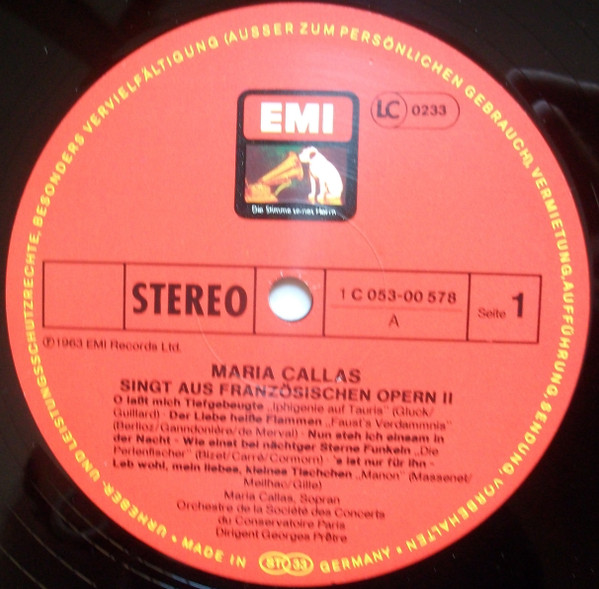 URHEBER- UND LEISTUNGSSCHUTZRECHTE, BESONDERS VERVIELFÄLTIGUNG (AUSSER ZUM PERSÖNLICHEN GEBRAUCH), VERMIETUNG, AUFFÜHRUNG, SENDUNG, VORBEHALTEN •
EMI
LC 0233
Die Stimme seines Herrn
STEREO
1 C 053-00 578
A
Seite 1
℗1963 EMI Records Ltd.
MARIA CALLAS
SINGT AUS FRANZÖSISCHEN OPERN II
O laßt mich Tiefgebeugte „Iphigenie auf Tauris" (Gluck/
Guillard) · Der Liebe heiße Flammen „Faust's Verdammnis"
(Berlioz/Ganndonière/de Nerval) · Nun steh ich einsam in
der Nacht - Wie einst bei nächtger Sterne Funkeln „Die
Perlenfischer" (Bizet/Carré/Cormorn) · 's ist nur für ihn -
Leb wohl, mein liebes, kleines Tischchen „Manon" (Massenet/
Meilhac/Gille)
Maria Callas, Sopran
Orchestre de la Société des Concerts
du Conservatoire Paris
Dirigent Georges Prêtre
• MADE IN ST 33 GERMANY •